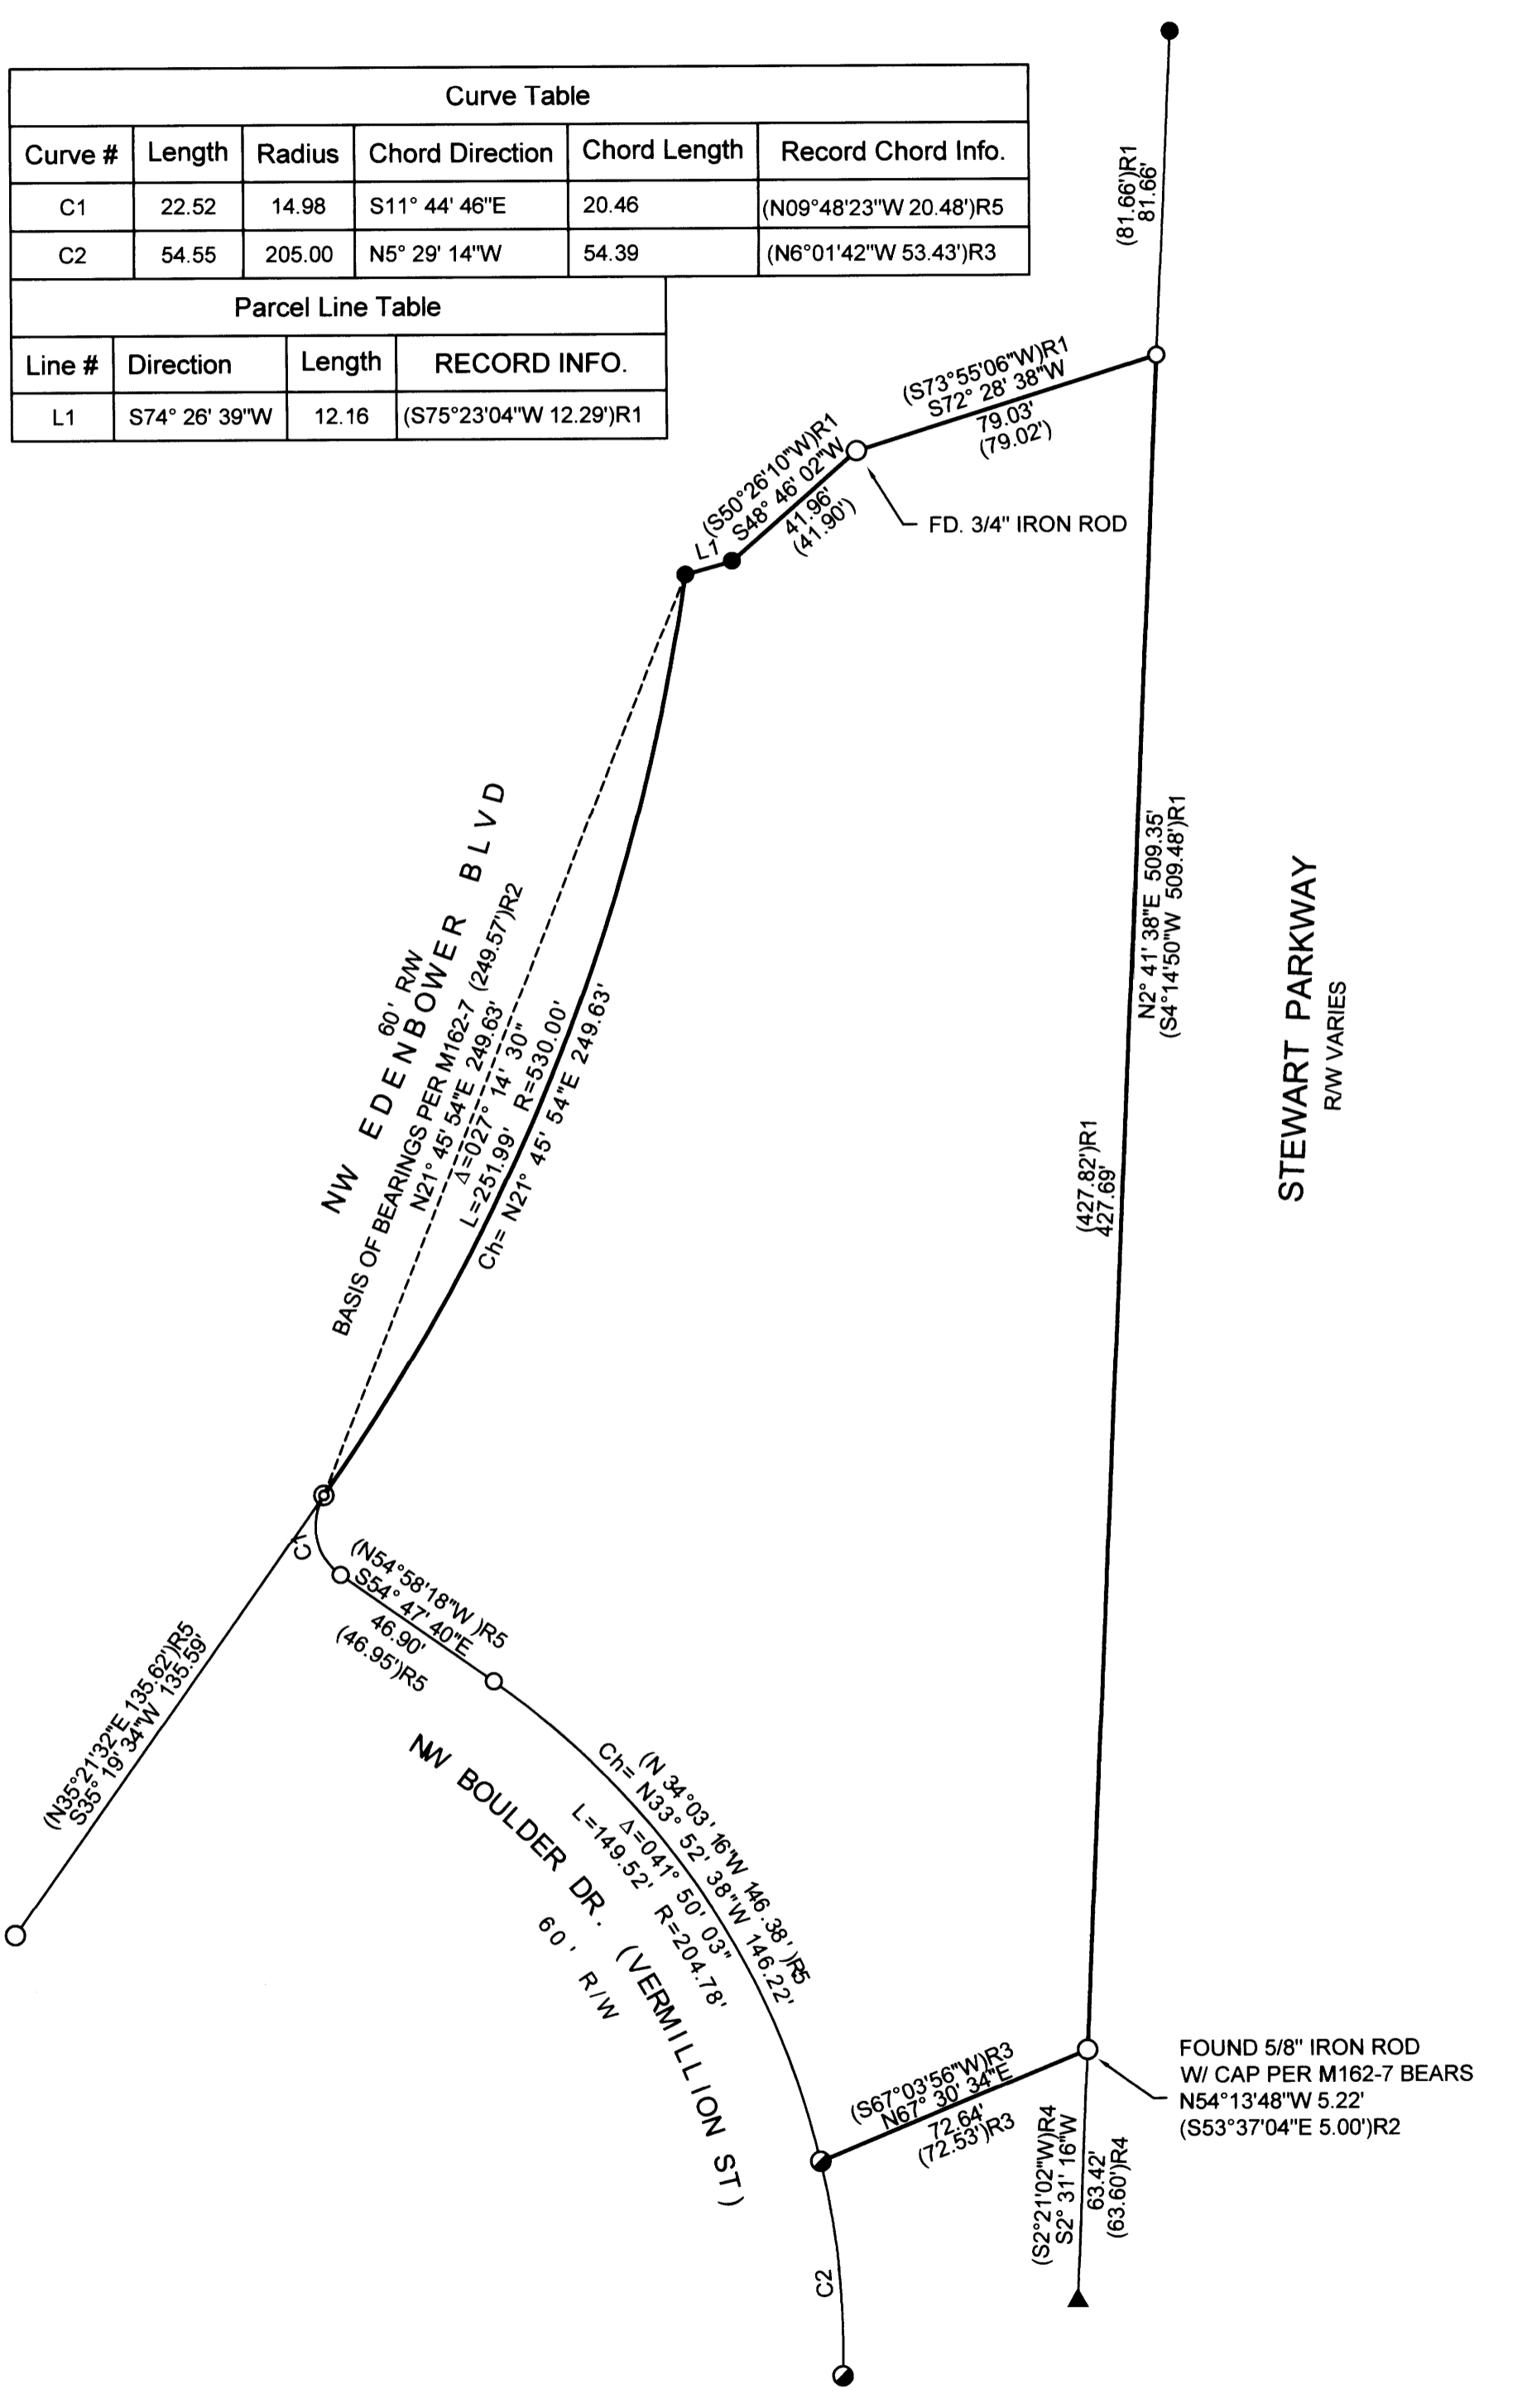 Curve Table
Curve # Length Radius Chord Direction Chord Length Record Chord Info.
C1 22.52 14.98 S11° 44' 46"E 20.46 (N09°48'23"W 20.48')R5
C2 54.55 205.00 N5° 29' 14"W 54.39 (N6°01'42"W 53.43')R3
Parcel Line Table
Line # Direction Length RECORD INFO.
L1 S74° 26' 39"W 12.16 (S75°23'04"W 12.29')R1
(81.66')R1
81.66'
(S73°55'06"W)R1
S72° 28' 38"W
79.03'
(79.02')
(S50°26'10"W)R1
S48° 46' 02"W
41.96'
(41.90')
L1
FD. 3/4" IRON ROD
NW EDENBOWER BLVD
60' R/W
BASIS OF BEARINGS PER M162-7 (249.57')R2
N21° 45' 54"E 249.63'
Δ=027° 14' 30"
L=251.99' R=530.00'
Ch= N21° 45' 54"E 249.63'
N2° 41' 38"E 509.35'
(S4°14'50"W 509.48')R1
(427.82')R1
427.69'
STEWART PARKWAY
R/W VARIES
C1
(N54°58'18"W )R5
S54° 47' 40"E
46.90'
(46.95')R5
(N35°21'32"E 135.62')R5
S35° 19' 34"W 135.59'
(N 34°03' 16"W 146.38' )R5
Ch= N33° 52' 38"W 146.22'
Δ=041° 50' 03"
L=149.52' R=204.78'
NW BOULDER DR. (VERMILLION ST)
60' R/W
(S67°03'56"W)R3
N67° 30' 34"E
72.64'
(72.53')R3
FOUND 5/8" IRON ROD
W/ CAP PER M162-7 BEARS
N54°13'48"W 5.22'
(S53°37'04"E 5.00')R2
(S2°21'02"W)R4
S2° 31' 16"W
63.42'
(63.60')R4
C2